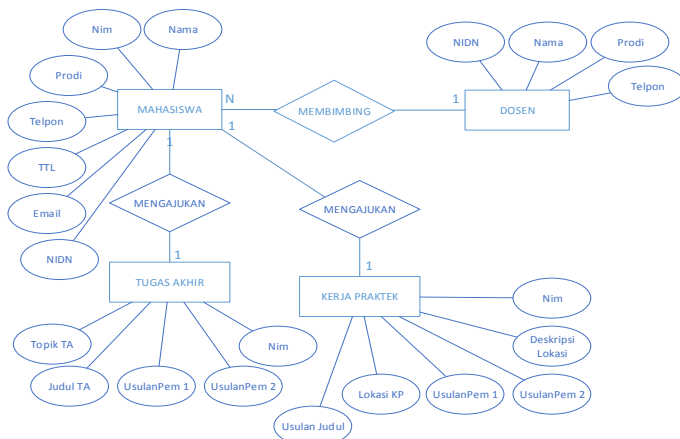 Nim
Nama
NIDN
Nama
Prodi
Prodi
Telpon
MAHASISWA
N
MEMBIMBING
1
DOSEN
Telpon
1
1
TTL
Email
MENGAJUKAN
MENGAJUKAN
NIDN
1
1
TUGAS AKHIR
KERJA PRAKTEK
Nim
Topik TA
Nim
Deskripsi
Lokasi
Judul TA
UsulanPem 1
UsulanPem 2
Lokasi KP
UsulanPem 1
UsulanPem 2
Usulan Judul